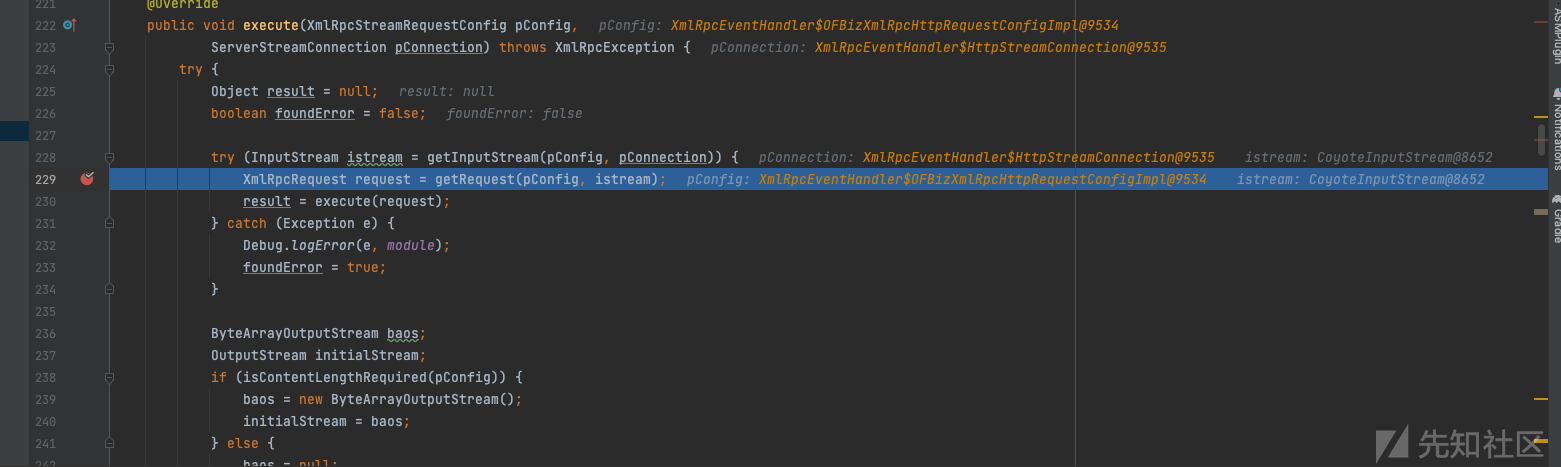 221 @Override
222 public void execute(XmlRpcStreamRequestConfig pConfig, pConfig: XmlRpcEventHandler$OFBizXmlRpcHttpRequestConfigImpl@9534
223 ServerStreamConnection pConnection) throws XmlRpcException { pConnection: XmlRpcEventHandler$HttpStreamConnection@9535
224 try {
225 Object result = null; result: null
226 boolean foundError = false; foundError: false
227
228 try (InputStream istream = getInputStream(pConfig, pConnection)) { pConnection: XmlRpcEventHandler$HttpStreamConnection@9535 istream: CoyoteInputStream@8652
229 XmlRpcRequest request = getRequest(pConfig, istream); pConfig: XmlRpcEventHandler$OFBizXmlRpcHttpRequestConfigImpl@9534 istream: CoyoteInputStream@8652
230 result = execute(request);
231 } catch (Exception e) {
232 Debug.logError(e, module);
233 foundError = true;
234 }
235
236 ByteArrayOutputStream baos;
237 OutputStream initialStream;
238 if (isContentLengthRequired(pConfig)) {
239 baos = new ByteArrayOutputStream();
240 initialStream = baos;
241 } else {
242 baos = null;
ASMPlugin
Notifications
Gradle
先知社区